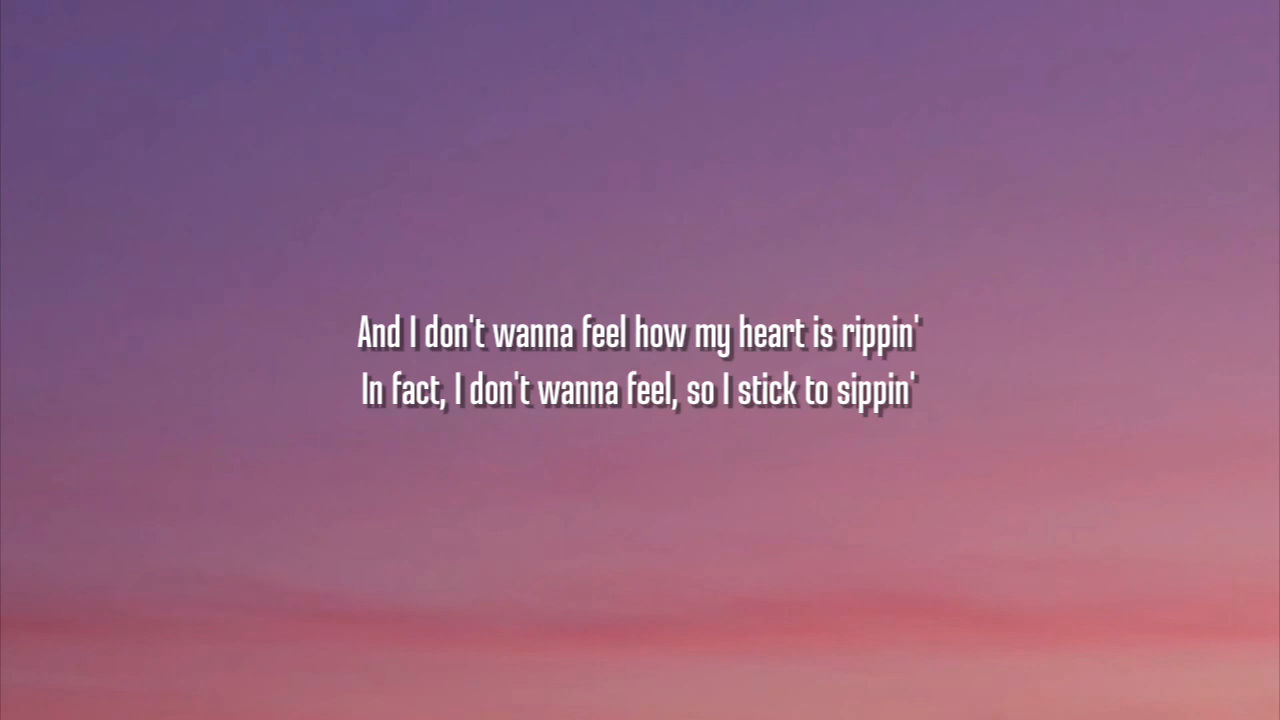 And I don't wanna feel how my heart is rippin'
In fact, I don't wanna feel, so I stick to sippin'